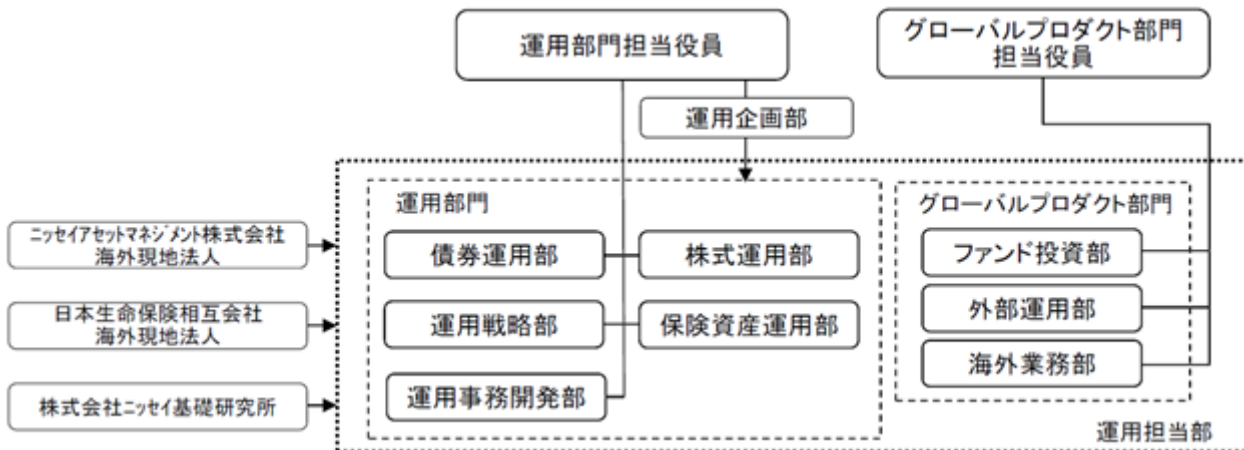 運用部門担当役員
グローバルプロダクト部門
担当役員
運用企画部
運用部門
グローバルプロダクト部門
ニッセイアセットマネジメント株式会社
海外現地法人
債券運用部
株式運用部
ファンド投資部
日本生命保険相互会社
海外現地法人
運用戦略部
保険資産運用部
外部運用部
海外業務部
株式会社ニッセイ基礎研究所
運用事務開発部
運用担当部